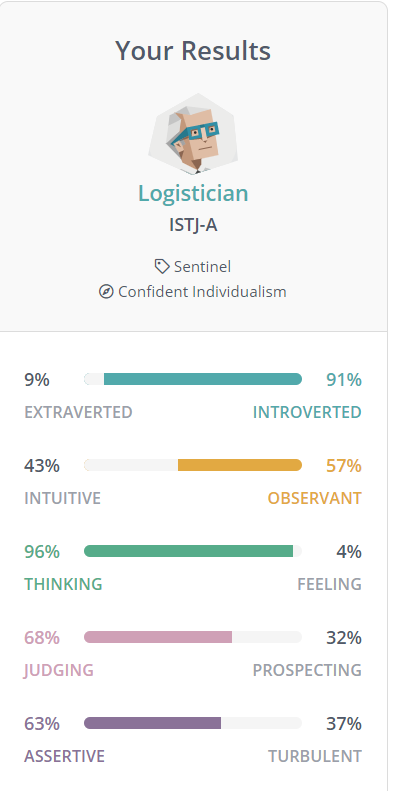 Your Results
Logistician
ISTJ-A
Sentinel
Confident Individualism
9% 91%
EXTRAVERTED INTROVERTED
43% 57%
INTUITIVE OBSERVANT
96% 4%
THINKING FEELING
68% 32%
JUDGING PROSPECTING
63% 37%
ASSERTIVE TURBULENT